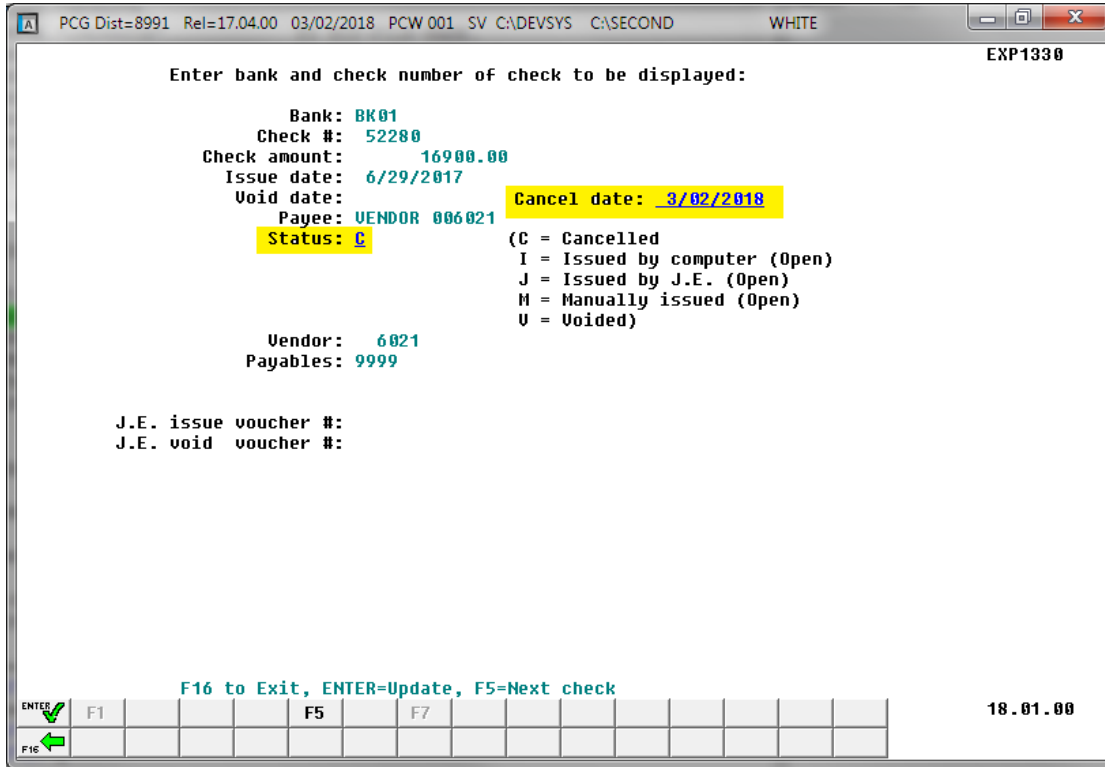 PCG Dist=8991 Rel=17.04.00 03/02/2018 PCW 001 SV C:\DEVSYS C:\SECOND WHITE
EXP1330
Enter bank and check number of check to be displayed:
Bank: BK01
Check #: 52280
Check amount: 16900.00
Issue date: 6/29/2017
Void date: Cancel date: 3/02/2018
Payee: VENDOR 006021
Status: C (C = Cancelled
I = Issued by computer (Open)
J = Issued by J.E. (Open)
M = Manually issued (Open)
V = Voided)
Vendor: 6021
Payables: 9999
J.E. issue voucher #:
J.E. void voucher #:
F16 to Exit, ENTER=Update, F5=Next check
ENTER F1 F5 F7 18.01.00
F16